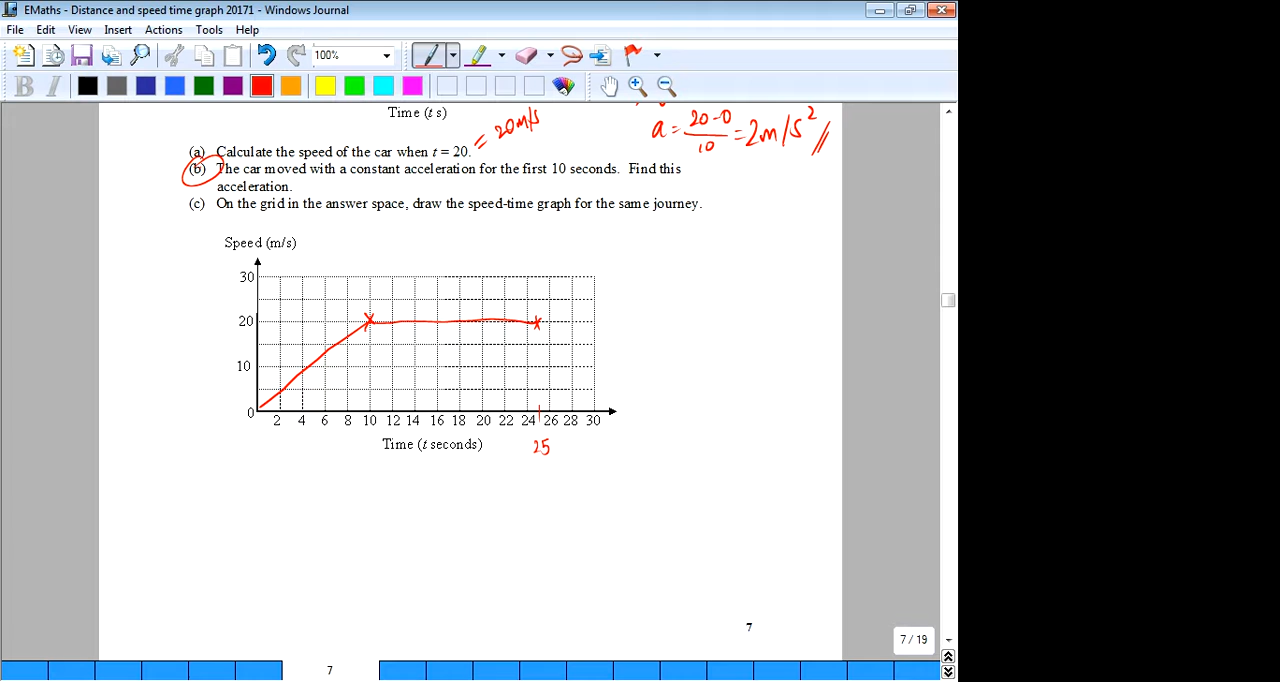 EMaths - Distance and speed time graph 20171 - Windows Journal
File Edit View Insert Actions Tools Help
100%
B I
Time (t s)
= 20m/s
a = 20-0 / 10 = 2m/s² //
(a) Calculate the speed of the car when t = 20.
(b) The car moved with a constant acceleration for the first 10 seconds. Find this
acceleration.
(c) On the grid in the answer space, draw the speed-time graph for the same journey.
Speed (m/s)
30
20
10
0
2 4 6 8 10 12 14 16 18 20 22 24 26 28 30
Time (t seconds)
25
7
7 / 19
7